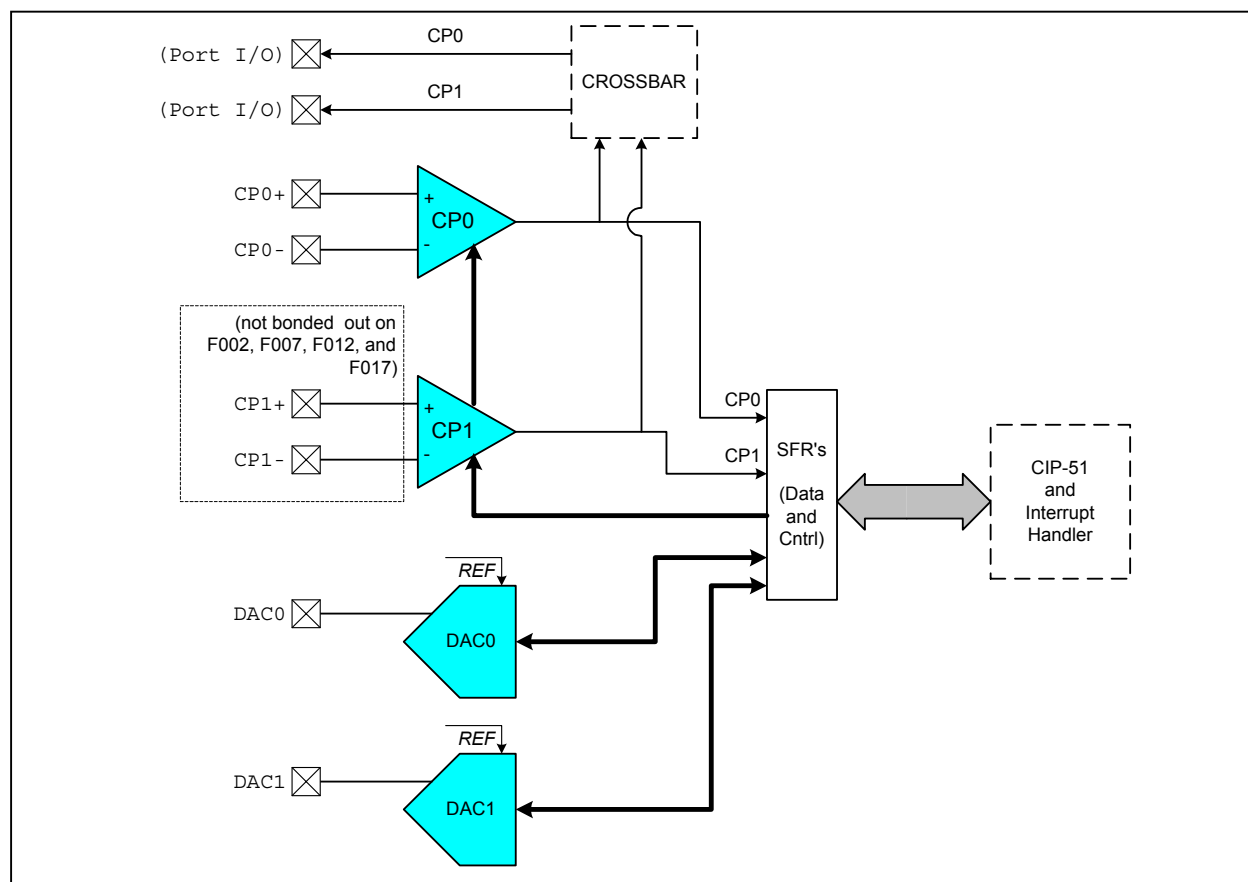 (Port I/O)
CP0
CROSSBAR
(Port I/O)
CP1
CP0+
+
CP0
CP0-
-
(not bonded out on
F002, F007, F012, and
F017)
CP1+
+
CP1
CP1-
-
CP0
CP1
SFR's
(Data
and
Cntrl)
CIP-51
and
Interrupt
Handler
REF
DAC0
DAC0
REF
DAC1
DAC1